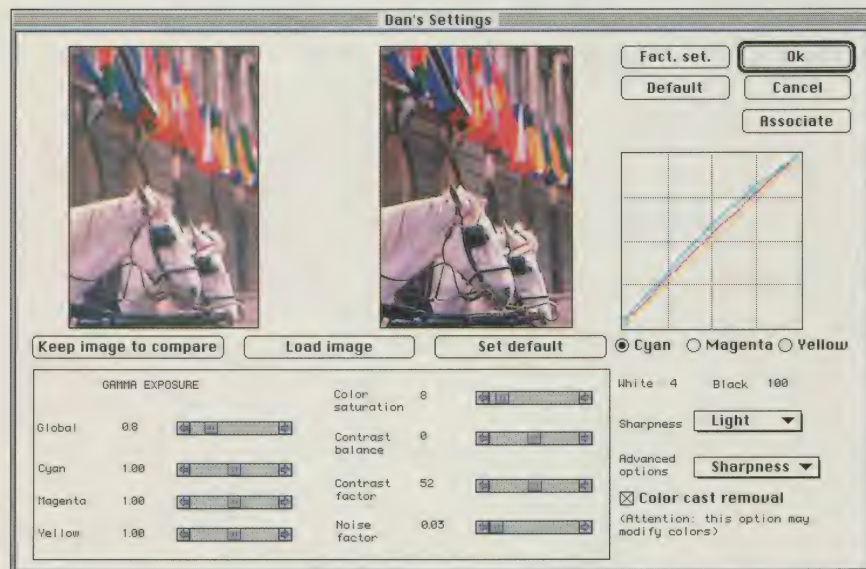 Dan's Settings
Fact. set.
Ok
Default
Cancel
Associate
Keep image to compare
Load image
Set default
Cyan
Magenta
Yellow
GAMMA EXPOSURE
Global 0.8
Cyan 1.00
Magenta 1.00
Yellow 1.00
Color
saturation 8
Contrast
balance 0
Contrast
factor 52
Noise
factor 0.03
White 4 Black 100
Sharpness Light
Advanced
options Sharpness
Color cast removal
(Attention: this option may
modify colors)